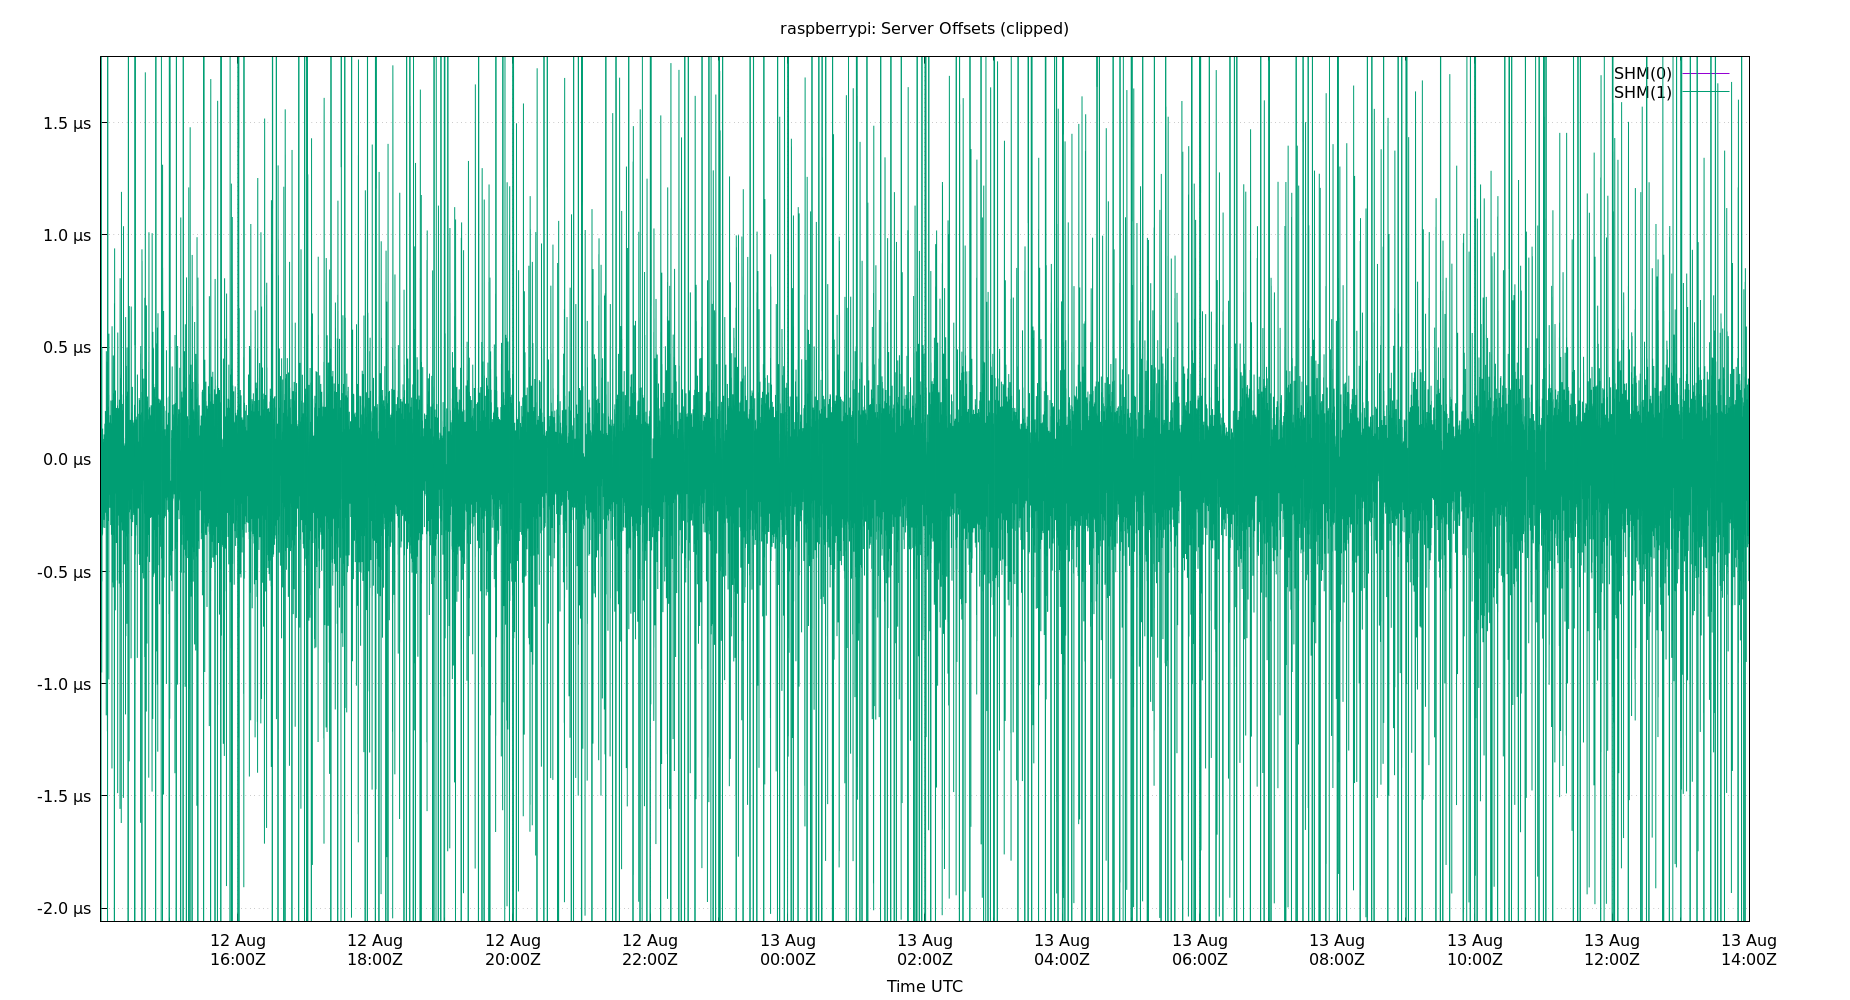 raspberrypi: Server Offsets (clipped)
SHM(0)
SHM(1)
1.5 µs
1.0 µs
0.5 µs
0.0 µs
-0.5 µs
-1.0 µs
-1.5 µs
-2.0 µs
12 Aug 12 Aug 12 Aug 12 Aug 13 Aug 13 Aug 13 Aug 13 Aug 13 Aug 13 Aug 13 Aug 13 Aug
16:00Z 18:00Z 20:00Z 22:00Z 00:00Z 02:00Z 04:00Z 06:00Z 08:00Z 10:00Z 12:00Z 14:00Z
Time UTC